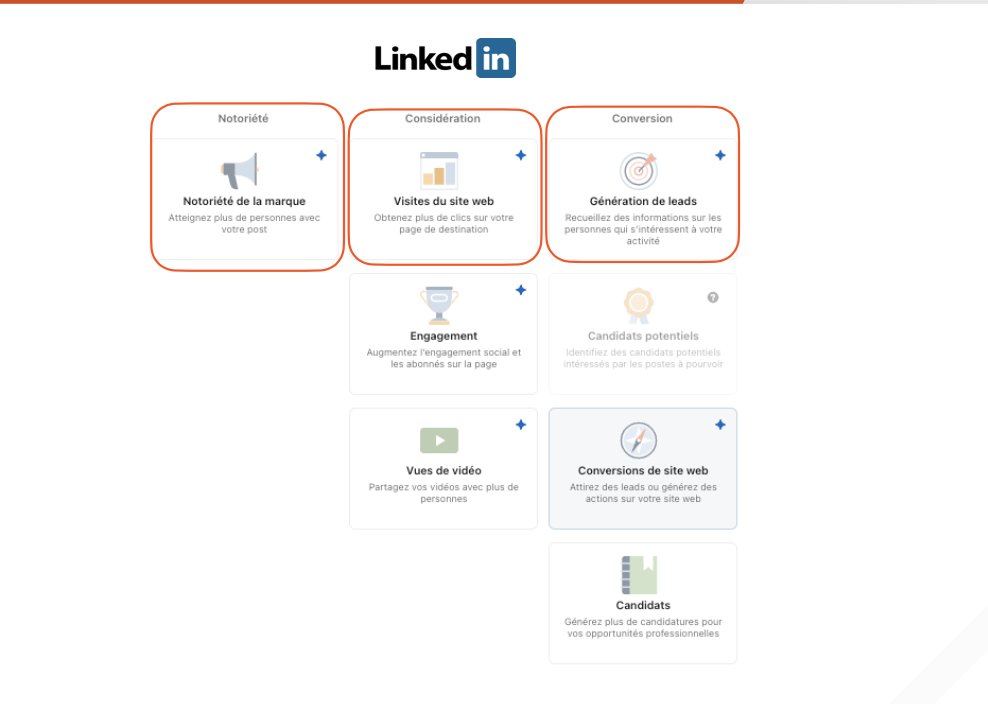 Linked in
Notoriété
Considération
Conversion
Notoriété de la marque
Atteignez plus de personnes avec
votre post
Visites du site web
Obtenez plus de clics sur votre
page de destination
Génération de leads
Recueillez des informations sur les
personnes qui s'intéressent à votre
activité
Engagement
Augmentez l'engagement social et
les abonnés sur la page
?
Candidats potentiels
Identifiez des candidats potentiels
intéressés par les postes à pourvoir
Vues de vidéo
Partagez vos vidéos avec plus de
personnes
Conversions de site web
Attirez des leads ou générez des
actions sur votre site web
Candidats
Générez plus de candidatures pour
vos opportunités professionnelles